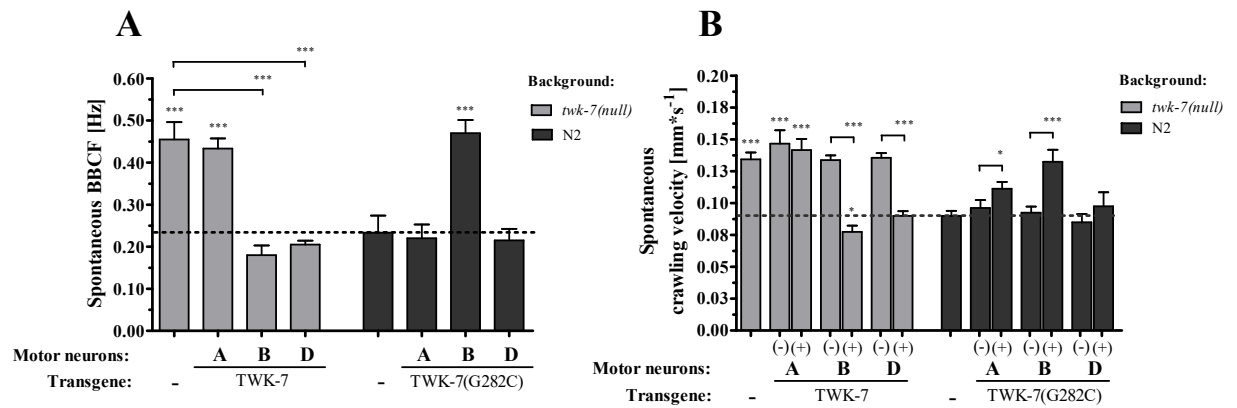 A
Spontaneous BBCF [Hz]
0.60
0.50
0.40
0.30
0.20
0.10
0.00
***
***
***
***
***
Background:
twk-7(null)
N2
Motor neurons: A B D A B D
Transgene: - TWK-7 - TWK-7(G282C)
B
Spontaneous
crawling velocity [mm*s-1]
0.20
0.18
0.15
0.13
0.10
0.08
0.05
0.03
0.00
***
***
***
***
*
***
*
***
Background:
twk-7(null)
N2
(-) (+) (-) (+) (-) (+) (-) (+) (-) (+) (-) (+)
Motor neurons: A B D A B D
Transgene: - TWK-7 - TWK-7(G282C)